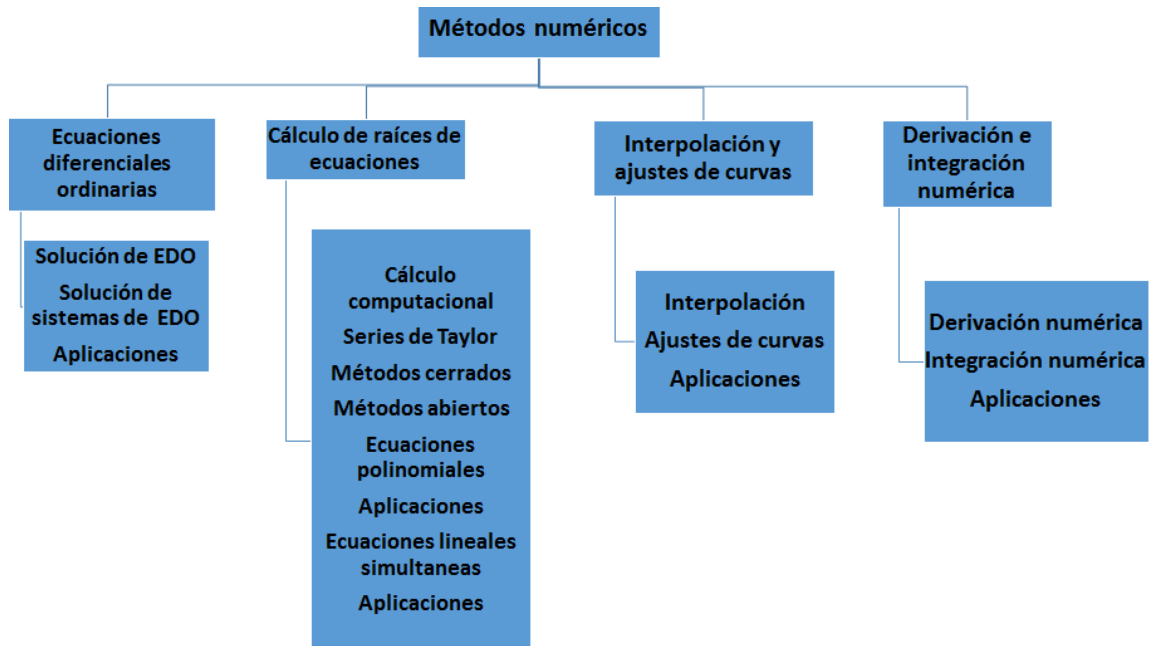 Métodos numéricos
Ecuaciones
diferenciales
ordinarias
Solución de EDO
Solución de
sistemas de EDO
Aplicaciones
Cálculo de raíces de
ecuaciones
Cálculo
computacional
Series de Taylor
Métodos cerrados
Métodos abiertos
Ecuaciones
polinomiales
Aplicaciones
Ecuaciones lineales
simultaneas
Aplicaciones
Interpolación y
ajustes de curvas
Interpolación
Ajustes de curvas
Aplicaciones
Derivación e
integración
numérica
Derivación numérica
Integración numérica
Aplicaciones